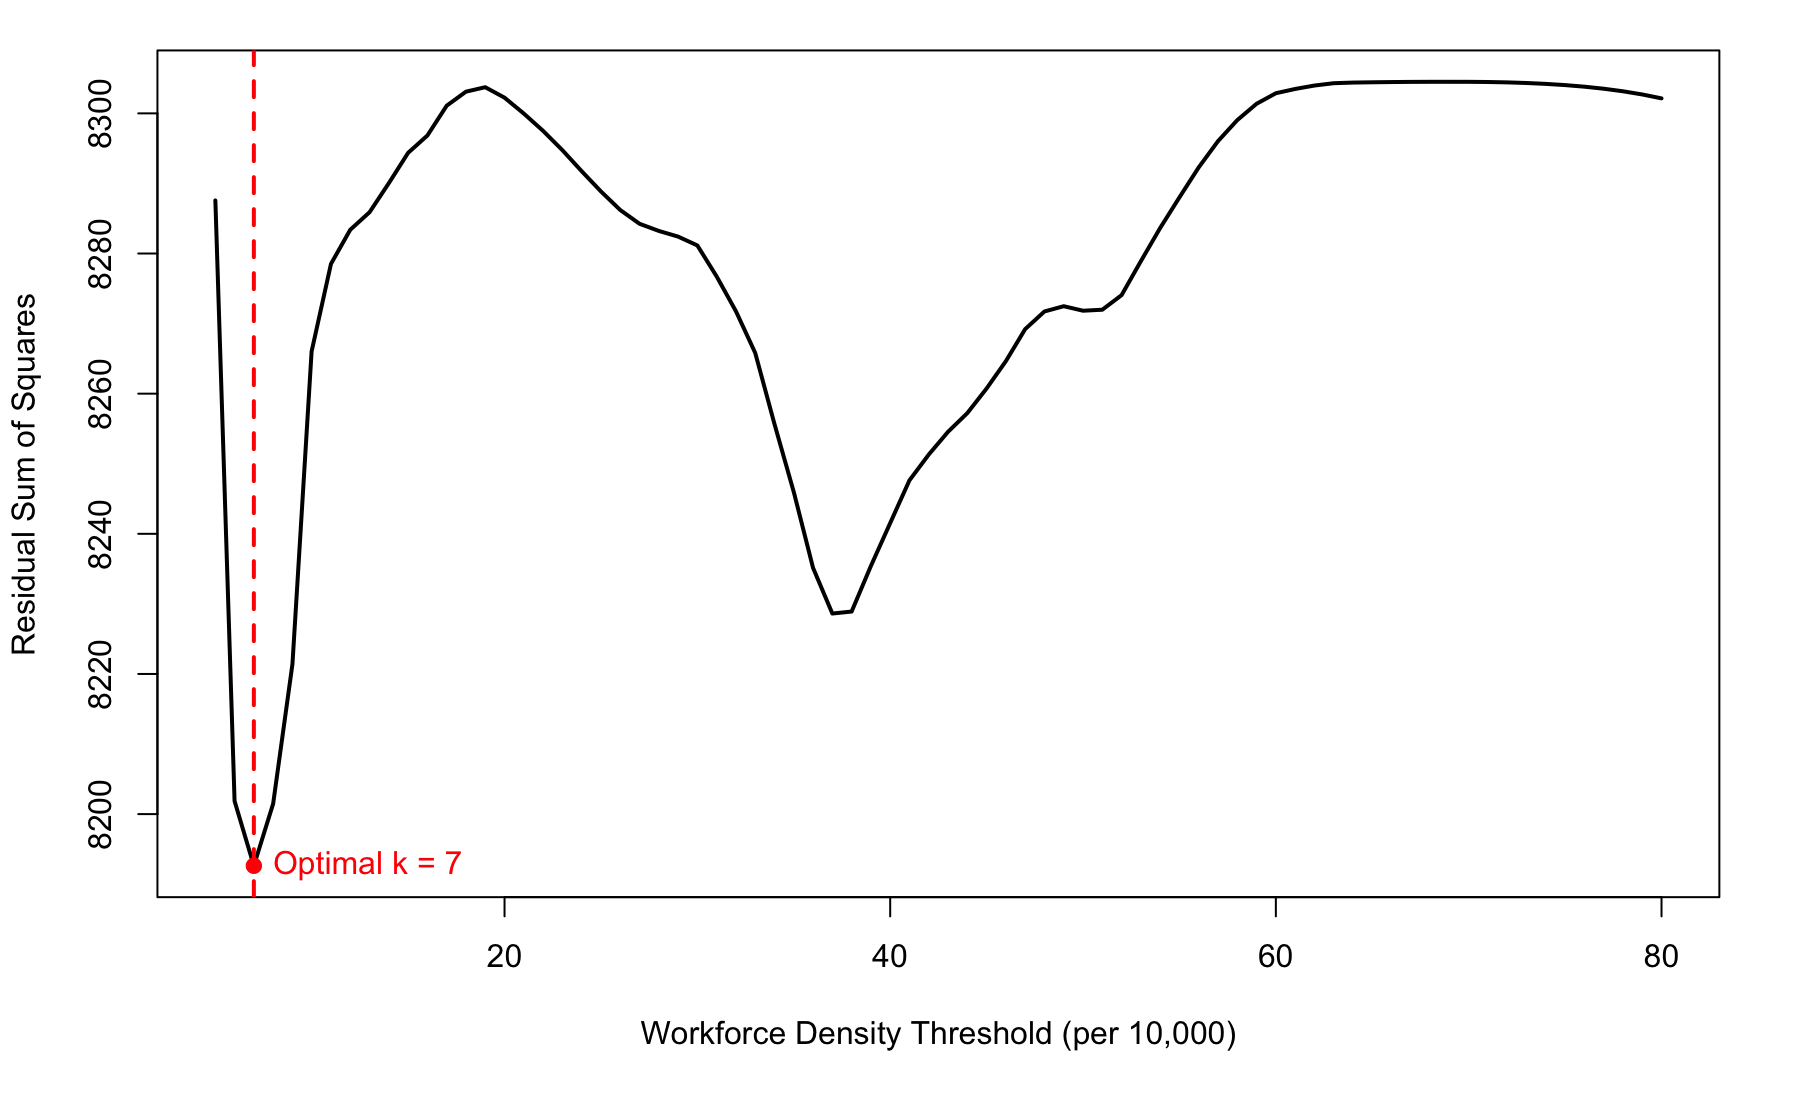 Residual Sum of Squares
8300
8280
8260
8240
8220
8200
Optimal k = 7
20 40 60 80
Workforce Density Threshold (per 10,000)